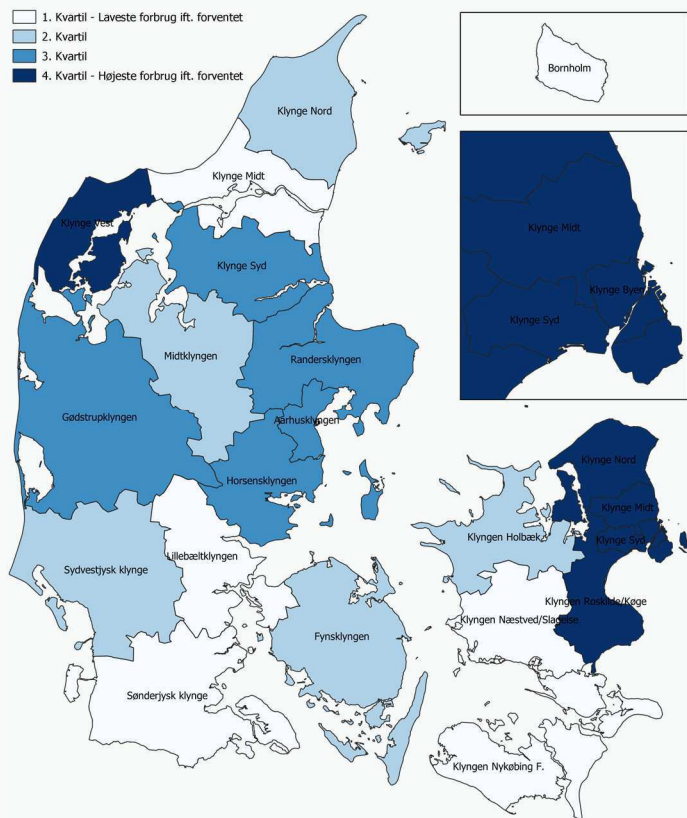 1. Kvartil - Laveste forbrug ift. forventet
2. Kvartil
3. Kvartil
4. Kvartil - Højeste forbrug ift. forventet
Bornholm
Klynge Nord
Klynge Midt
Klynge Vest
Klynge Midt
Klynge Syd
Klynge Byen
Klynge Syd
Midtklyngen
Randersklyngen
Gødstrupklyngen
Aarhusklyngen
Horsensklyngen
Klynge Nord
Klynge Midt
Klyngen Holbæk
Klynge Syd
Lillebæltklyngen
Sydvestjysk klynge
Klyngen Roskilde/Køge
Klyngen Næstved/Slagelse
Fynsklyngen
Sønderjysk klynge
Klyngen Nykøbing F.